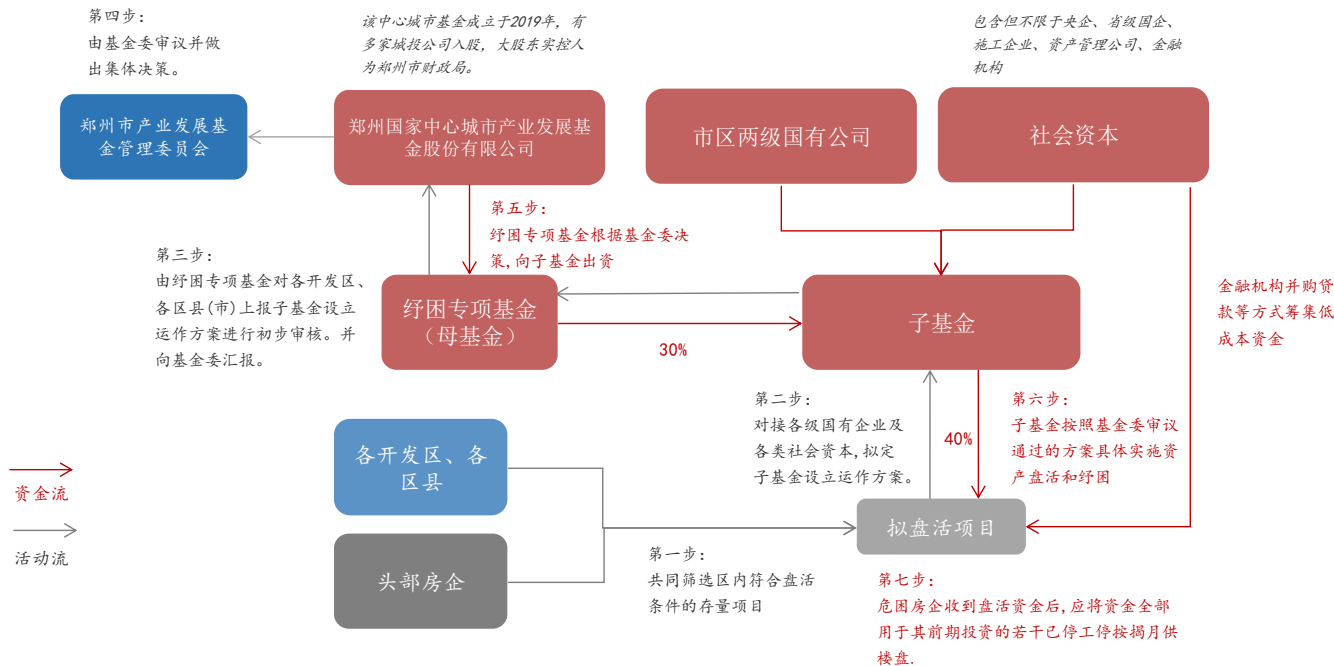 第四步：
由基金委审议并做
出集体决策。
该中心城市基金成立于2019年，有
多家城投公司入股，大股东实控人
为郑州市财政局。
包含但不限于央企、省级国企、
施工企业、资产管理公司、金融
机构
郑州市产业发展基
金管理委员会
郑州国家中心城市产业发展基
金股份有限公司
市区两级国有公司
社会资本
第五步：
纾困专项基金根据基金委决
策,向子基金出资
第三步：
由纾困专项基金对各开发区、
各区县(市)上报子基金设立
运作方案进行初步审核。并
向基金委汇报。
纾困专项基金
（母基金）
30%
子基金
金融机构并购贷
款等方式筹集低
成本资金
第二步：
对接各级国有企业及
各类社会资本,拟定
子基金设立运作方案。
40%
第六步：
子基金按照基金委审议
通过的方案具体实施资
产盘活和纾困
各开发区、各
区县
资金流
活动流
头部房企
拟盘活项目
第一步：
共同筛选区内符合盘活
条件的存量项目
第七步：
危困房企收到盘活资金后,应将资金全部
用于其前期投资的若干已停工停按揭月供
楼盘.